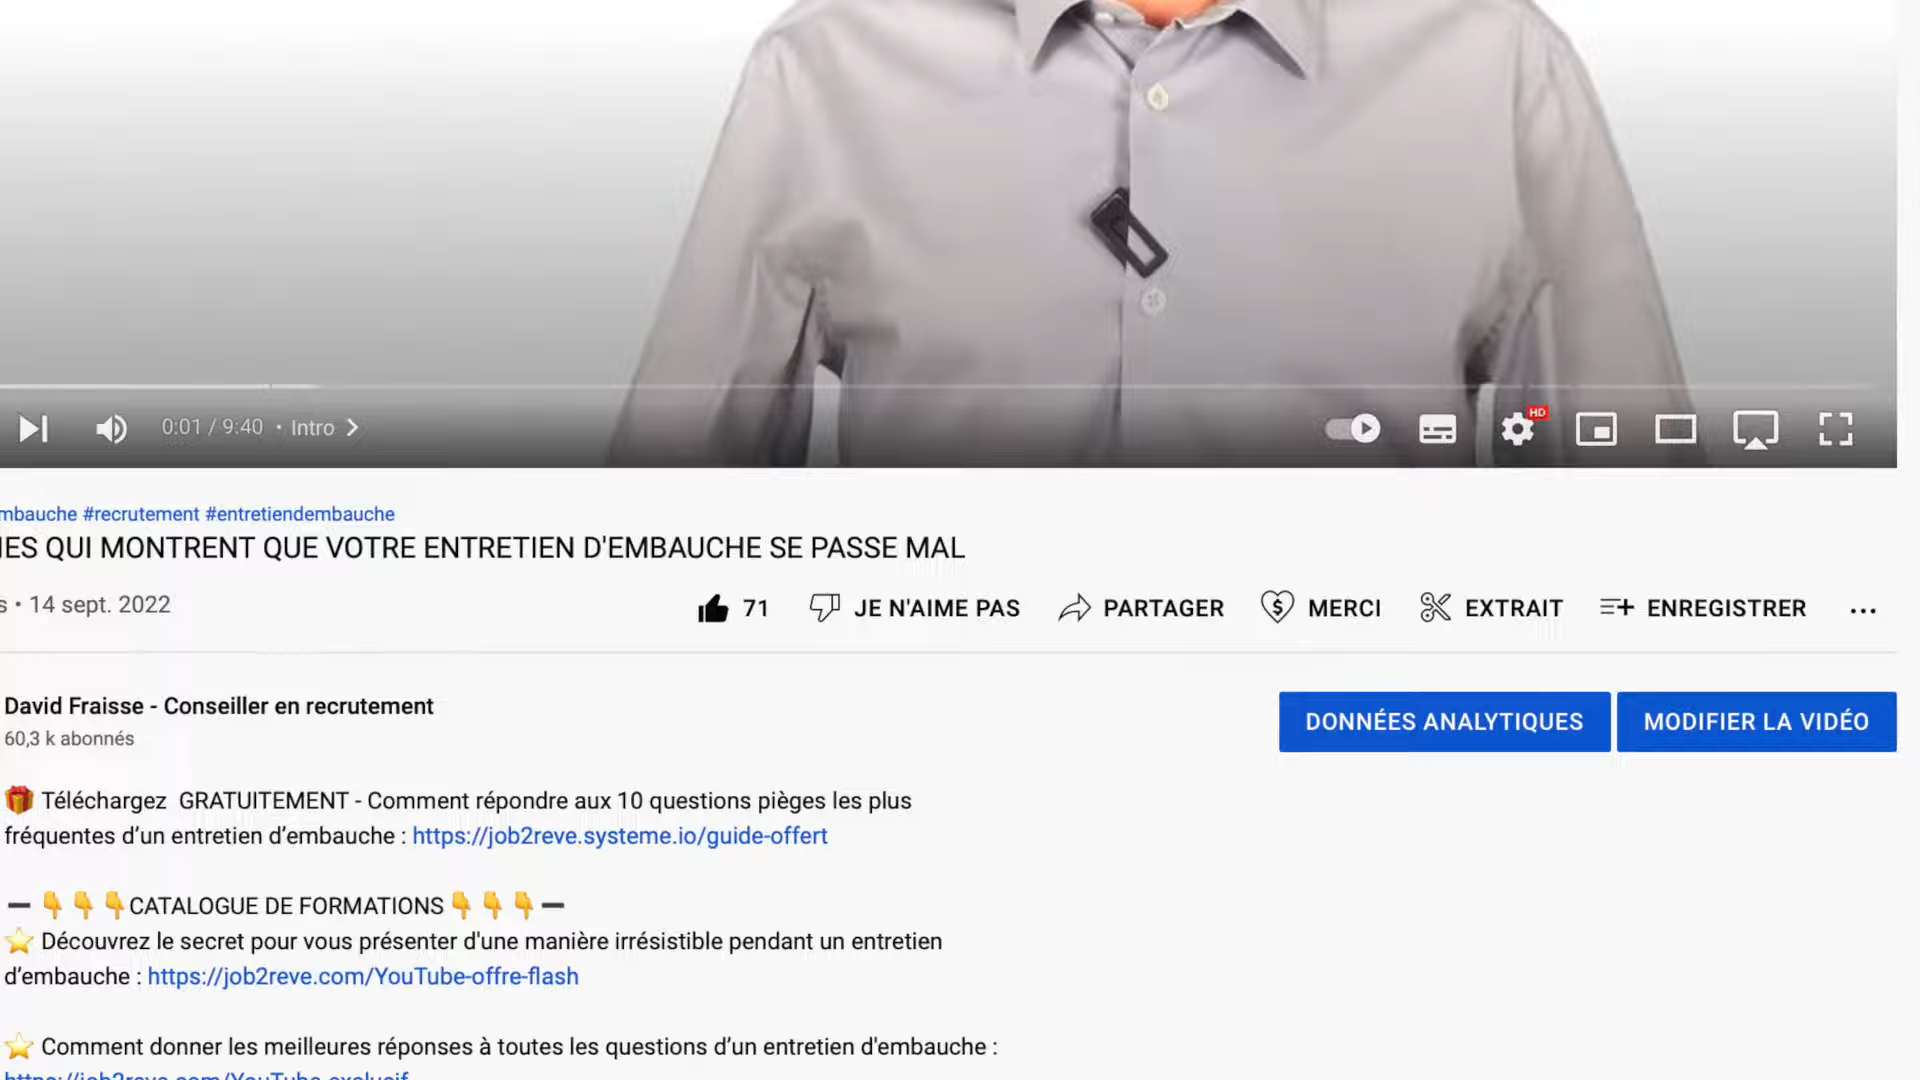 0:01 / 9:40 • Intro
HD
#recrutement #entretiendembauche
QUI MONTRENT QUE VOTRE ENTRETIEN D'EMBAUCHE SE PASSE MAL
• 14 sept. 2022
71 JE N'AIME PAS PARTAGER MERCI EXTRAIT ENREGISTRER ...
David Fraisse - Conseiller en recrutement
60,3 k abonnés
DONNÉES ANALYTIQUES MODIFIER LA VIDÉO
🎁 Téléchargez GRATUITEMENT - Comment répondre aux 10 questions pièges les plus
fréquentes d’un entretien d’embauche : https://job2reve.systeme.io/guide-offert
➖ 👇👇👇CATALOGUE DE FORMATIONS 👇👇👇➖
⭐ Découvrez le secret pour vous présenter d'une manière irrésistible pendant un entretien
d’embauche : https://job2reve.com/YouTube-offre-flash
⭐ Comment donner les meilleures réponses à toutes les questions d’un entretien d'embauche :